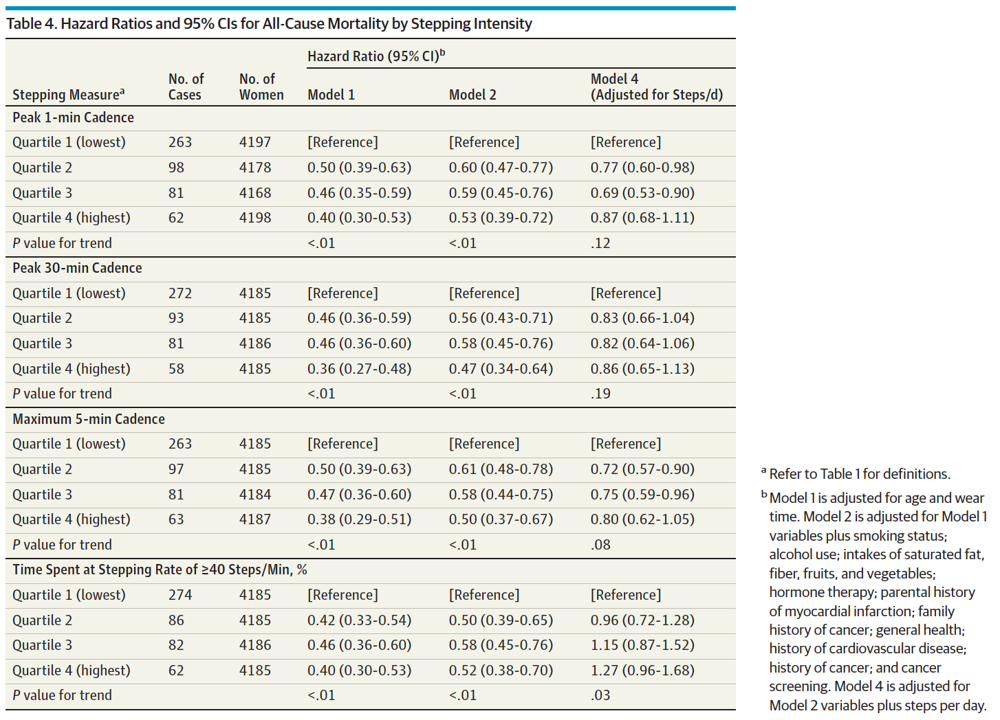 Table 4. Hazard Ratios and 95% CIs for All-Cause Mortality by Stepping Intensity
Hazard Ratio (95% CI)b
Stepping Measurea No. of Cases No. of Women Model 1 Model 2 Model 4 (Adjusted for Steps/d)
Peak 1-min Cadence
Quartile 1 (lowest) 263 4197 [Reference] [Reference] [Reference]
Quartile 2 98 4178 0.50 (0.39-0.63) 0.60 (0.47-0.77) 0.77 (0.60-0.98)
Quartile 3 81 4168 0.46 (0.35-0.59) 0.59 (0.45-0.76) 0.69 (0.53-0.90)
Quartile 4 (highest) 62 4198 0.40 (0.30-0.53) 0.53 (0.39-0.72) 0.87 (0.68-1.11)
P value for trend <.01 <.01 .12
Peak 30-min Cadence
Quartile 1 (lowest) 272 4185 [Reference] [Reference] [Reference]
Quartile 2 93 4185 0.46 (0.36-0.59) 0.56 (0.43-0.71) 0.83 (0.66-1.04)
Quartile 3 81 4186 0.46 (0.36-0.60) 0.58 (0.45-0.76) 0.82 (0.64-1.06)
Quartile 4 (highest) 58 4185 0.36 (0.27-0.48) 0.47 (0.34-0.64) 0.86 (0.65-1.13)
P value for trend <.01 <.01 .19
Maximum 5-min Cadence
Quartile 1 (lowest) 263 4185 [Reference] [Reference] [Reference]
Quartile 2 97 4185 0.50 (0.39-0.63) 0.61 (0.48-0.78) 0.72 (0.57-0.90)
Quartile 3 81 4184 0.47 (0.36-0.60) 0.58 (0.44-0.75) 0.75 (0.59-0.96)
Quartile 4 (highest) 63 4187 0.38 (0.29-0.51) 0.50 (0.37-0.67) 0.80 (0.62-1.05)
P value for trend <.01 <.01 .08
Time Spent at Stepping Rate of ≥40 Steps/Min, %
Quartile 1 (lowest) 274 4185 [Reference] [Reference] [Reference]
Quartile 2 86 4185 0.42 (0.33-0.54) 0.50 (0.39-0.65) 0.96 (0.72-1.28)
Quartile 3 82 4186 0.46 (0.36-0.60) 0.58 (0.45-0.76) 1.15 (0.87-1.52)
Quartile 4 (highest) 62 4185 0.40 (0.30-0.53) 0.52 (0.38-0.70) 1.27 (0.96-1.68)
P value for trend <.01 <.01 .03
a Refer to Table 1 for definitions.
b Model 1 is adjusted for age and wear
time. Model 2 is adjusted for Model 1
variables plus smoking status;
alcohol use; intakes of saturated fat,
fiber, fruits, and vegetables;
hormone therapy; parental history
of myocardial infarction; family
history of cancer; general health;
history of cardiovascular disease;
history of cancer; and cancer
screening. Model 4 is adjusted for
Model 2 variables plus steps per day.